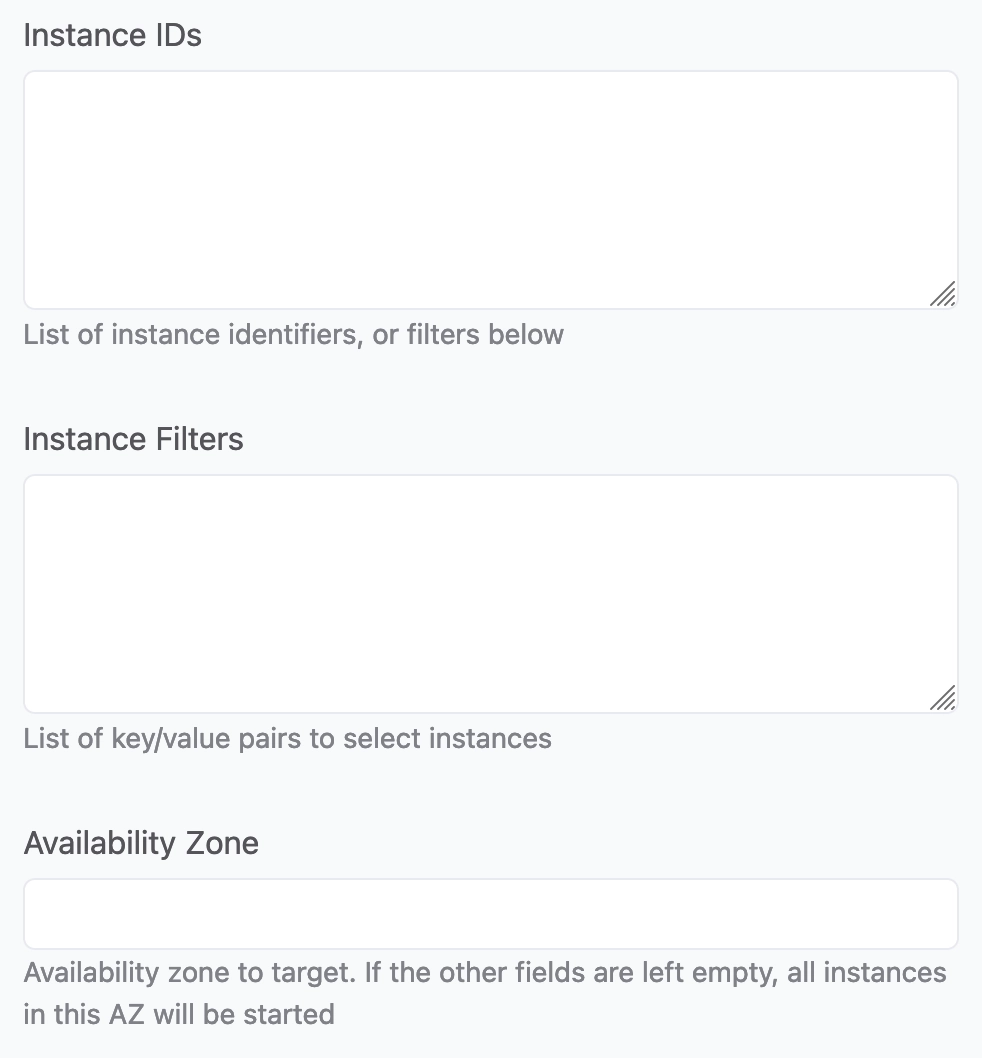 Instance IDs
List of instance identifiers, or filters below
Instance Filters
List of key/value pairs to select instances
Availability Zone
Availability zone to target. If the other fields are left empty, all instances
in this AZ will be started